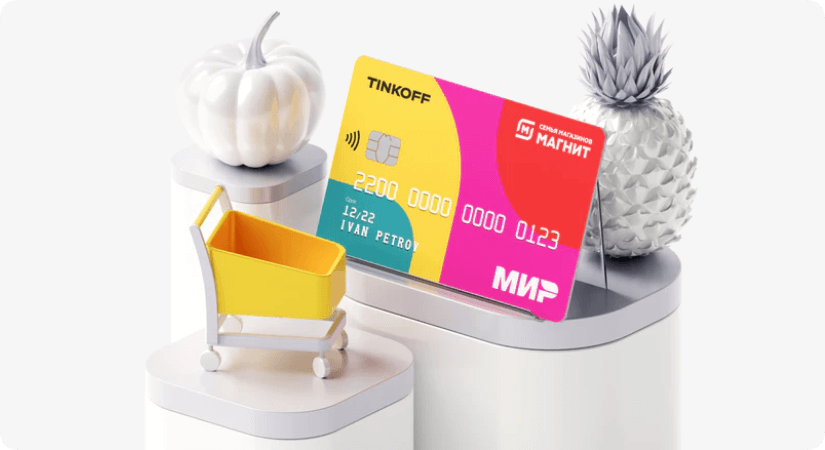 TINKOFF
СЕМЬЯ МАГАЗИНОВ
МАГНИТ
2200 0000 0000 0123
12/22
IVAN PETROV
МИР